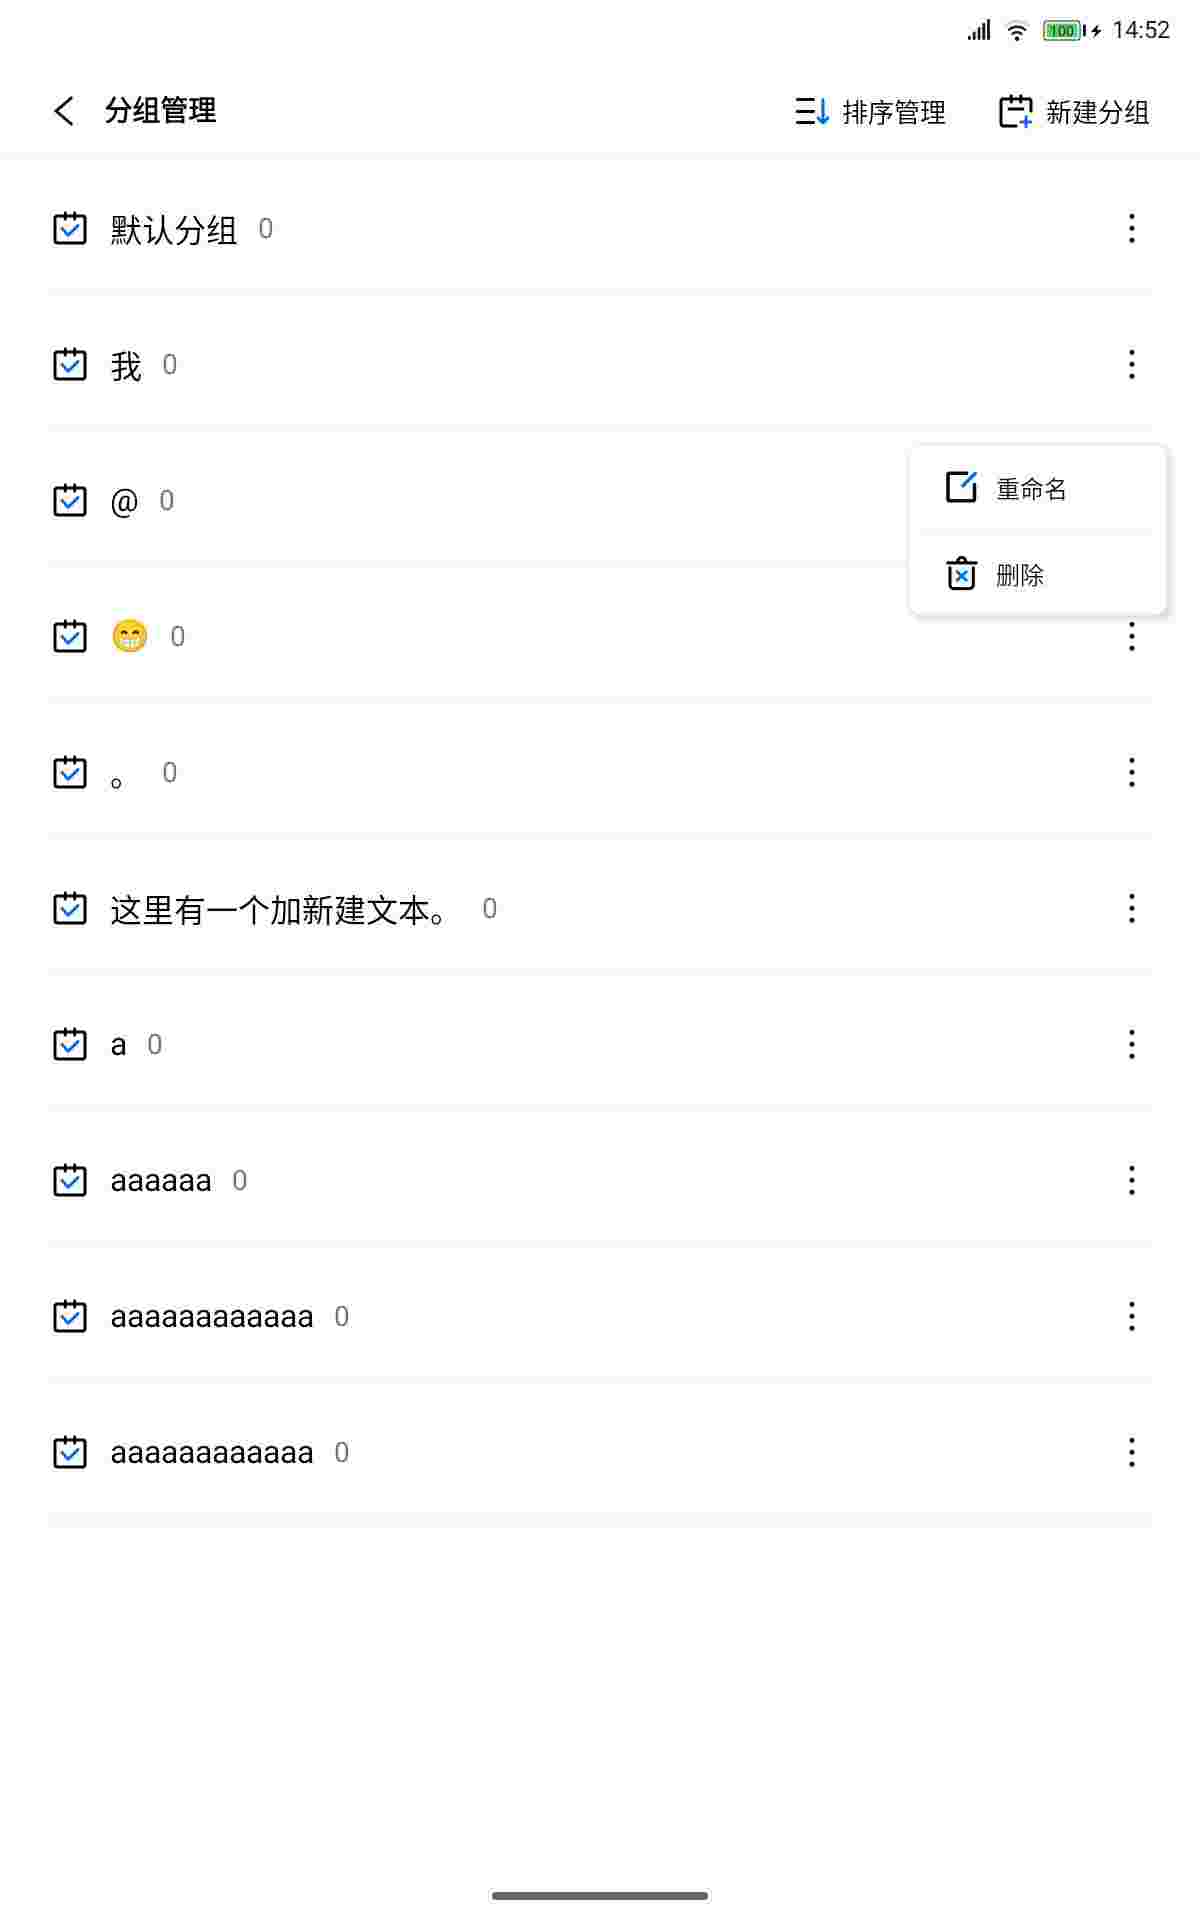 100 14:52
分组管理 排序管理 新建分组
默认分组 0
我 0
@ 0
重命名
删除
😁 0
。 0
这里有一个加新建文本。 0
a 0
aaaaaa 0
aaaaaaaaaaaa 0
aaaaaaaaaaaa 0